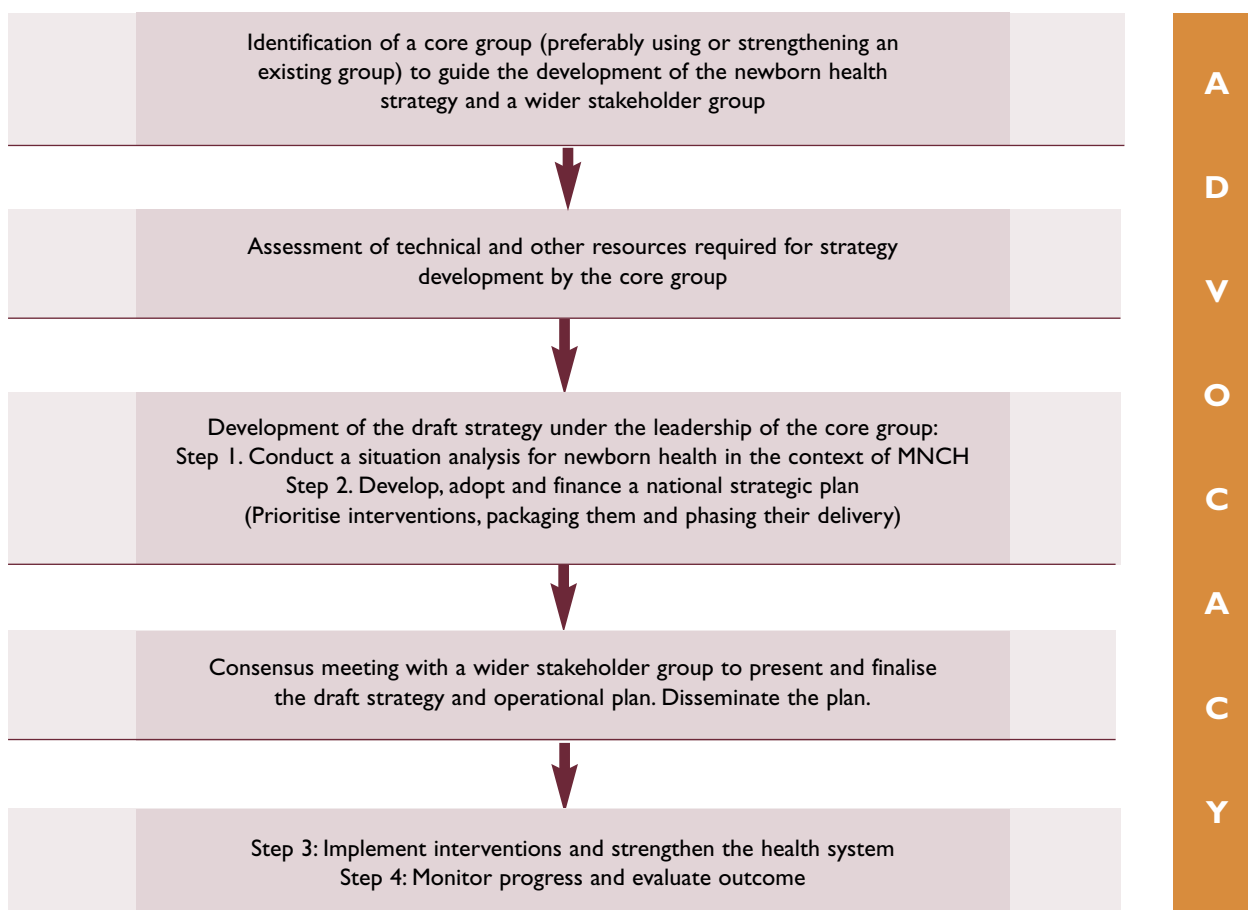 Identification of a core group (preferably using or strengthening an
existing group) to guide the development of the newborn health
strategy and a wider stakeholder group
Assessment of technical and other resources required for strategy
development by the core group
Development of the draft strategy under the leadership of the core group:
Step 1. Conduct a situation analysis for newborn health in the context of MNCH
Step 2. Develop, adopt and finance a national strategic plan
(Prioritise interventions, packaging them and phasing their delivery)
Consensus meeting with a wider stakeholder group to present and finalise
the draft strategy and operational plan. Disseminate the plan.
Step 3: Implement interventions and strengthen the health system
Step 4: Monitor progress and evaluate outcome
A
D
V
O
C
A
C
Y